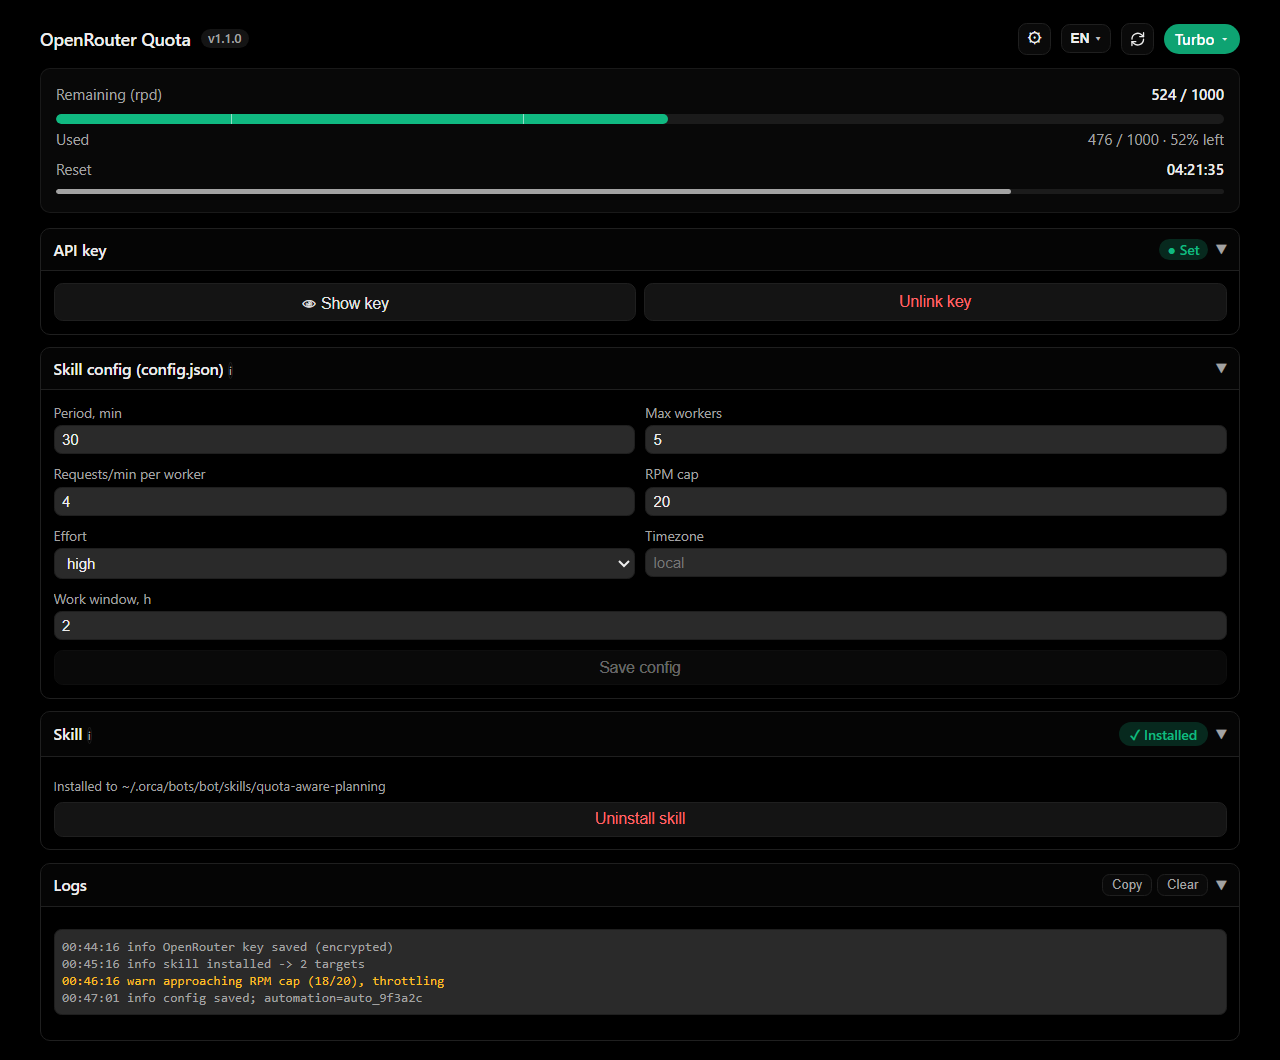 OpenRouter Quota v1.1.0
EN
Turbo
Remaining (rpd) 524 / 1000
Used 476 / 1000 · 52% left
Reset 04:21:35
API key
● Set ▼
Show key
Unlink key
Skill config (config.json) i ▼
Period, min
30
Max workers
5
Requests/min per worker
4
RPM cap
20
Effort
high
Timezone
local
Work window, h
2
Save config
Skill i
✓ Installed ▼
Installed to ~/.orca/bots/bot/skills/quota-aware-planning
Uninstall skill
Logs
Copy Clear ▼
00:44:16 info OpenRouter key saved (encrypted)
00:45:16 info skill installed -> 2 targets
00:46:16 warn approaching RPM cap (18/20), throttling
00:47:01 info config saved; automation=auto_9f3a2c